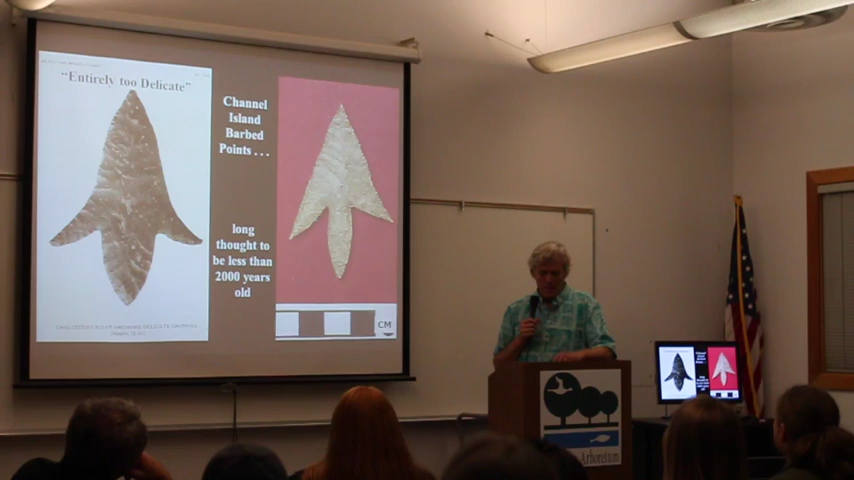 "Entirely too Delicate"
Channel
Island
Barbed
Points . . .
long
thought to
be less than
2000 years
old
CM
Arboretum